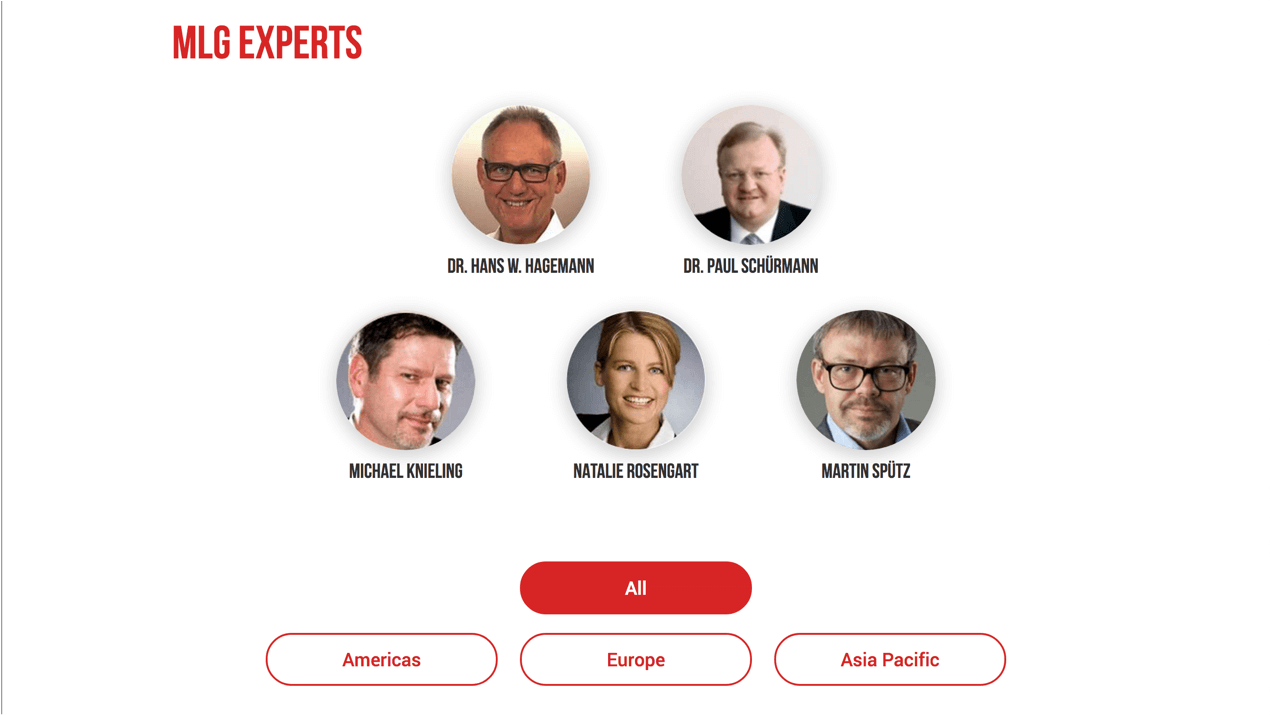 MLG EXPERTS
DR. HANS W. HAGEMANN
DR. PAUL SCHÜRMANN
MICHAEL KNIELING
NATALIE ROSENGART
MARTIN SPÜTZ
All
Americas
Europe
Asia Pacific